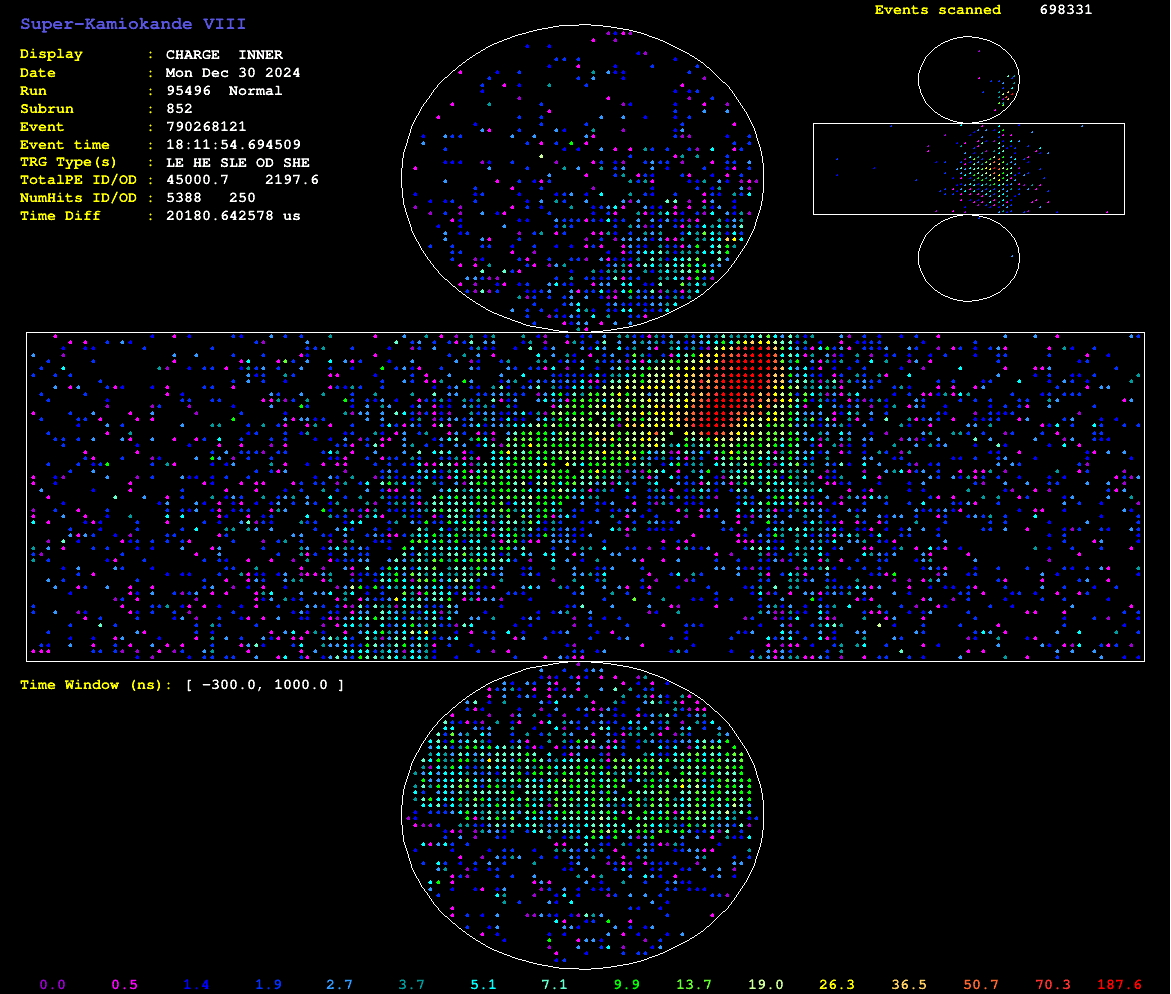 Super-Kamiokande VIII
Events scanned 698331
Display : CHARGE INNER
Date : Mon Dec 30 2024
Run : 95496 Normal
Subrun : 852
Event : 790268121
Event time : 18:11:54.694509
TRG Type(s) : LE HE SLE OD SHE
TotalPE ID/OD : 45000.7 2197.6
NumHits ID/OD : 5388 250
Time Diff : 20180.642578 us
Time Window (ns): [ -300.0, 1000.0 ]
0.0 0.5 1.4 1.9 2.7 3.7 5.1 7.1 9.9 13.7 19.0 26.3 36.5 50.7 70.3 187.6